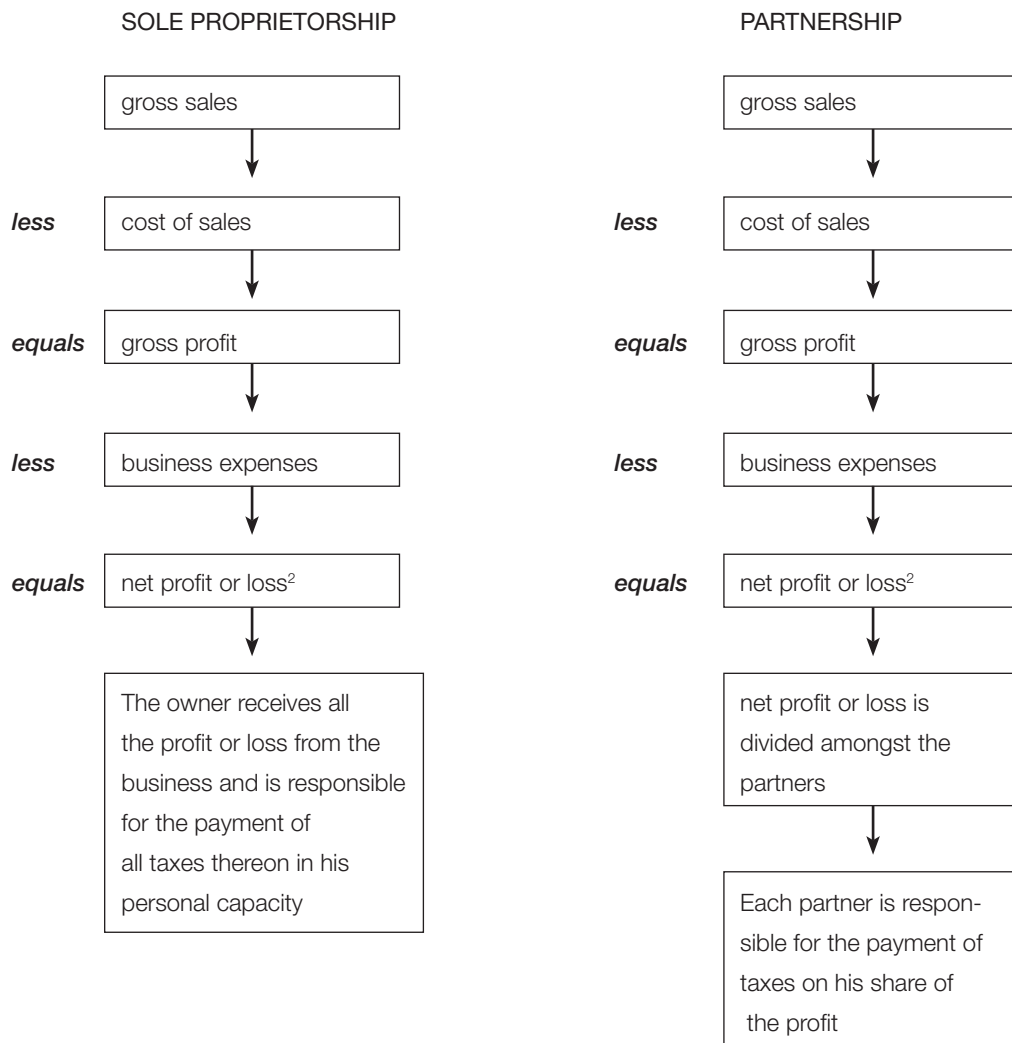 SOLE PROPRIETORSHIP
gross sales
less cost of sales
equals gross profit
less business expenses
equals net profit or loss²
The owner receives all
the profit or loss from the
business and is responsible
for the payment of
all taxes thereon in his
personal capacity
PARTNERSHIP
gross sales
less cost of sales
equals gross profit
less business expenses
equals net profit or loss²
net profit or loss is
divided amongst the
partners
Each partner is respon-
sible for the payment of
taxes on his share of
the profit